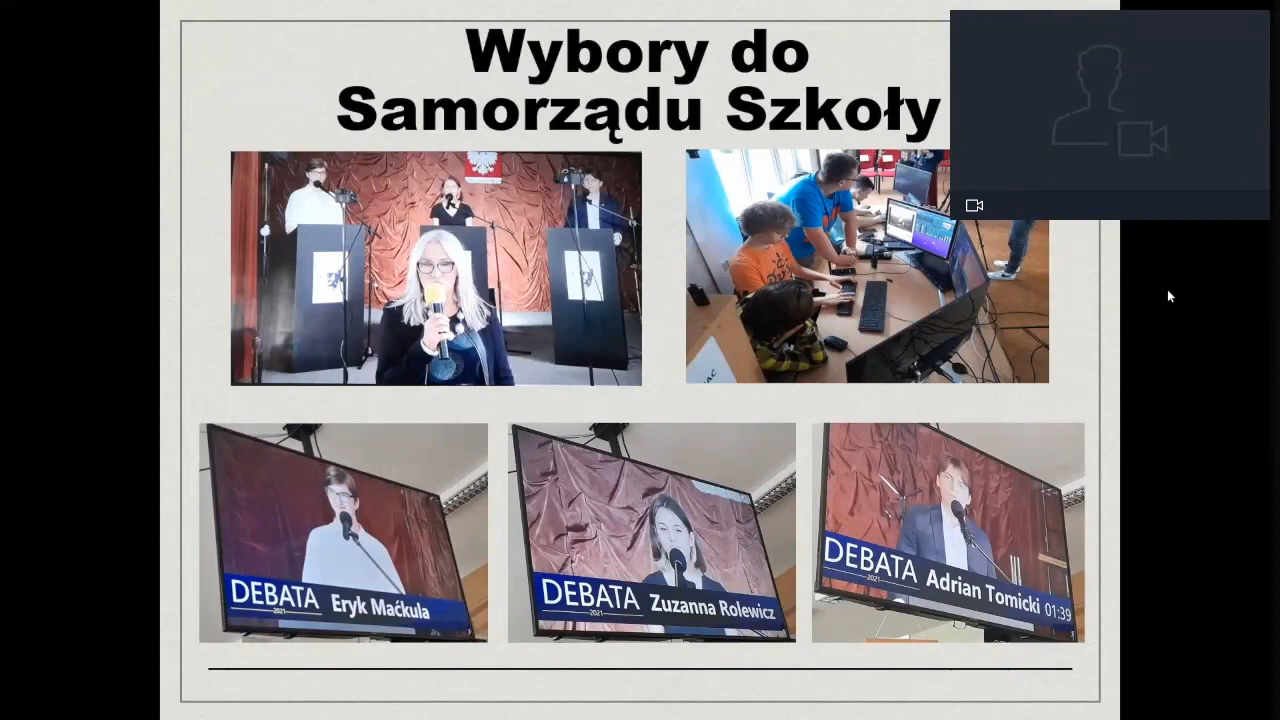 Wybory do
Samorządu Szkoły
DEBATA
2021
Eryk Maćkula
DEBATA
2021
Zuzanna Rolewicz
DEBATA
2021
Adrian Tomicki 01:39